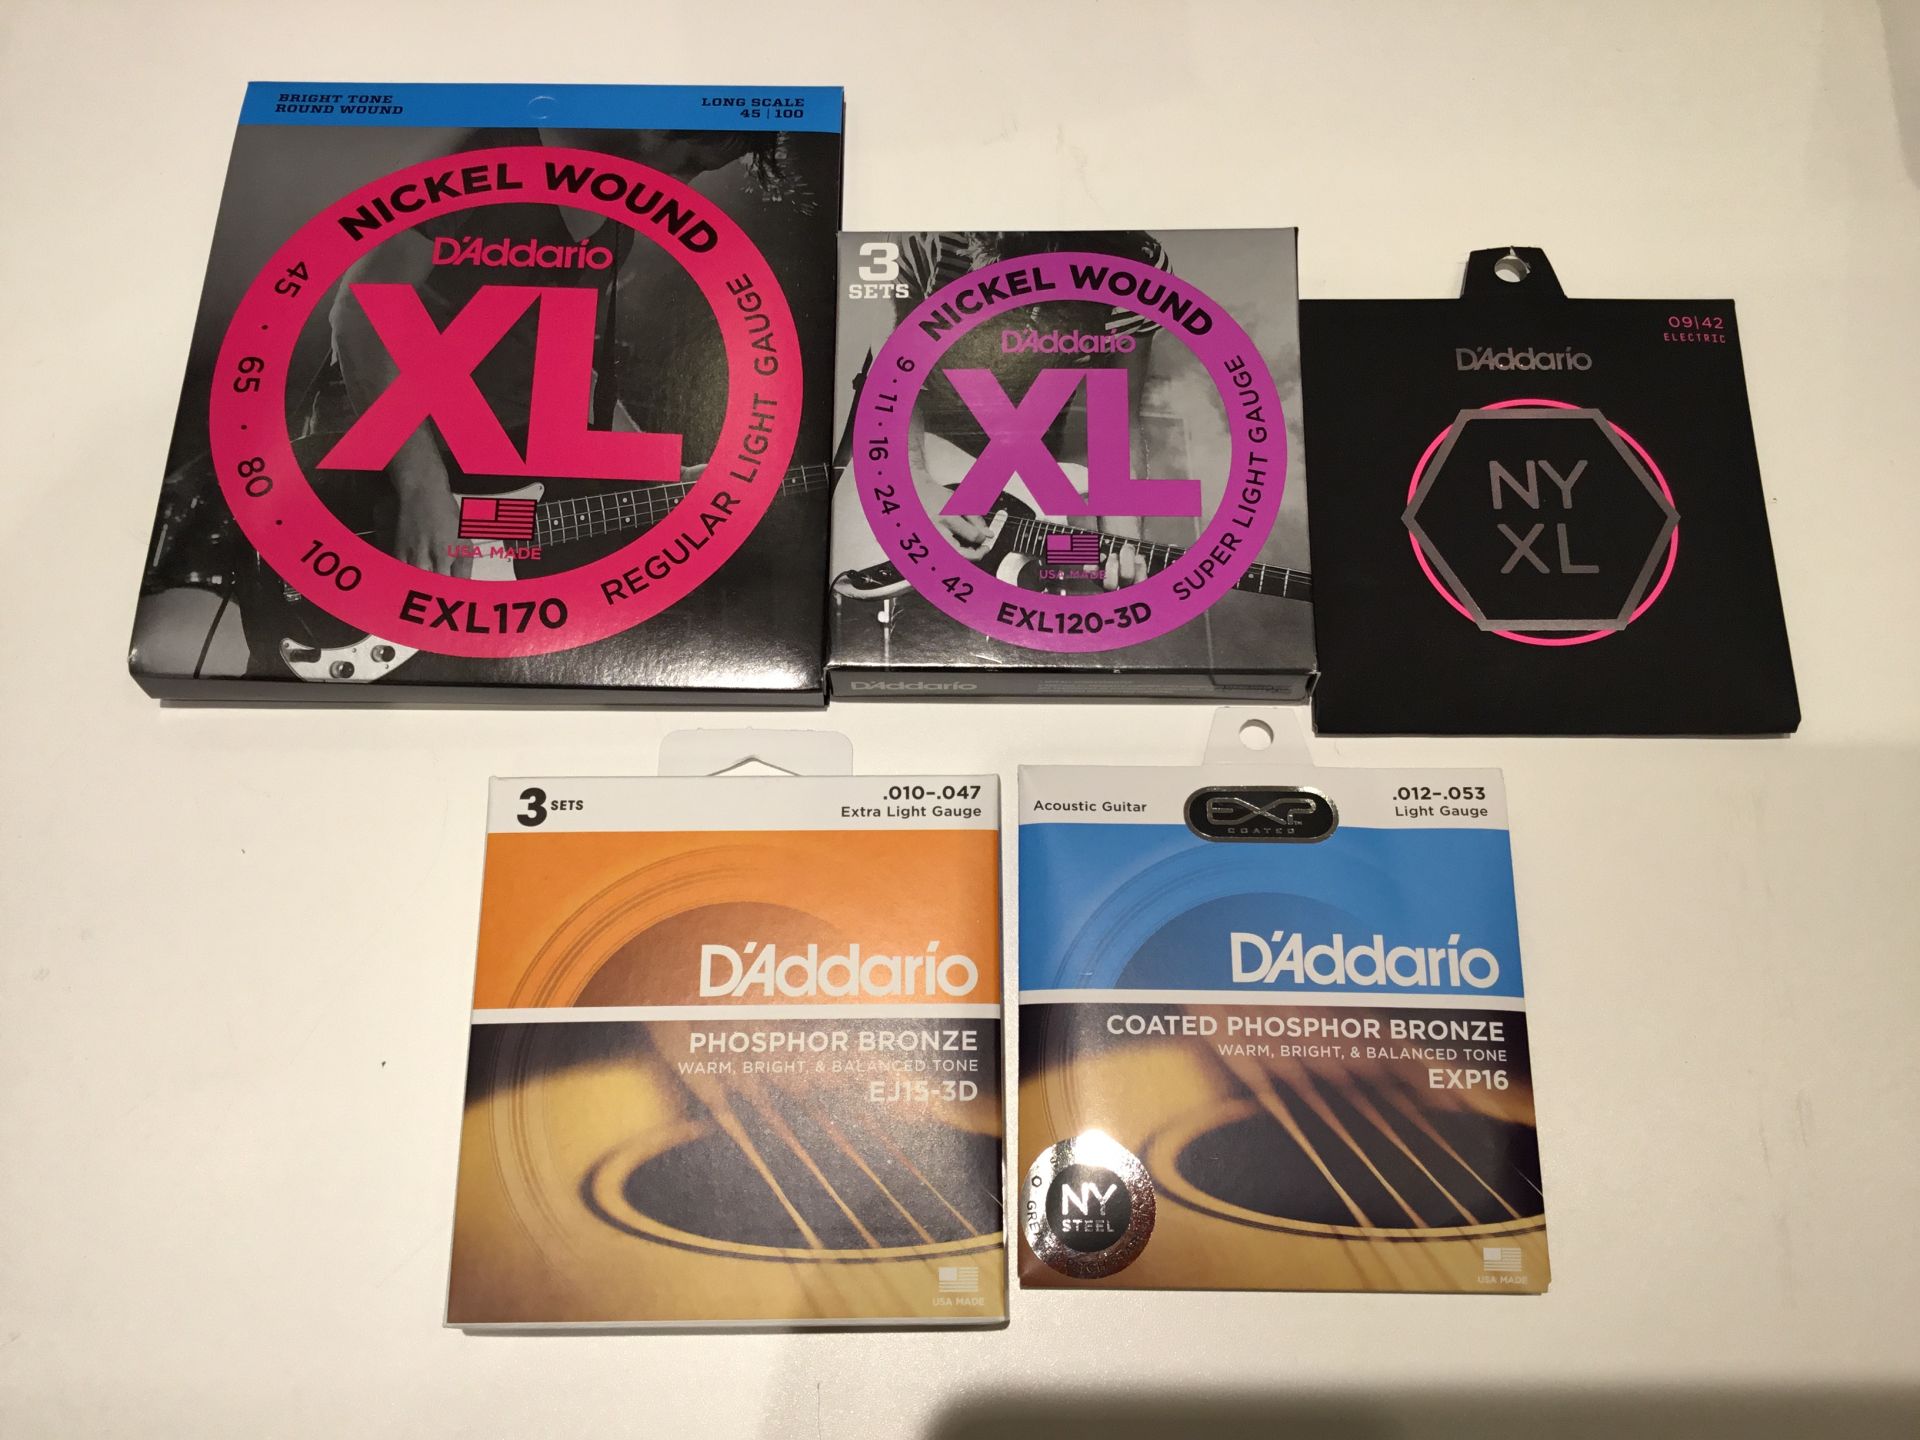 BRIGHT TONE
ROUND WOUND
LONG SCALE
45 | 100
NICKEL WOUND
D'Addario
XL
USA MADE
45 · 65 · 80 · 100
EXL170
REGULAR LIGHT GAUGE
3
SETS
NICKEL WOUND
D'Addario
XL
USA MADE
9 · 11 · 16 · 24 · 32 · 42
EXL120-3D
SUPER LIGHT GAUGE
D'Addario
09|42
ELECTRIC
D'Addario
NY
XL
3 SETS
.010–.047
Extra Light Gauge
D'Addario
PHOSPHOR BRONZE
WARM, BRIGHT, & BALANCED TONE
EJ15-3D
USA MADE
Acoustic Guitar
EXP™
COATED
.012–.053
Light Gauge
D'Addario
COATED PHOSPHOR BRONZE
WARM, BRIGHT, & BALANCED TONE
EXP16
NY
STEEL
USA MADE